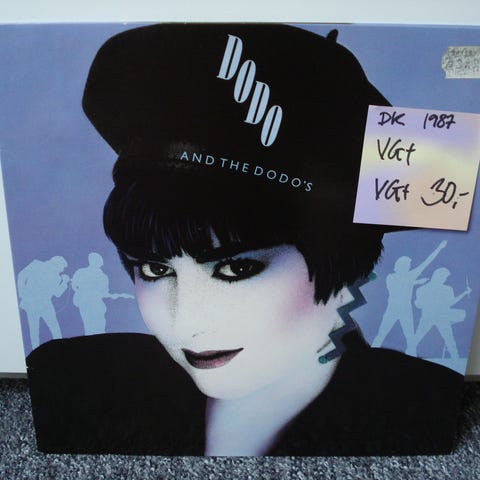 DODO
AND THE DODO'S
DK 1987
VG+
VG+ 30,-